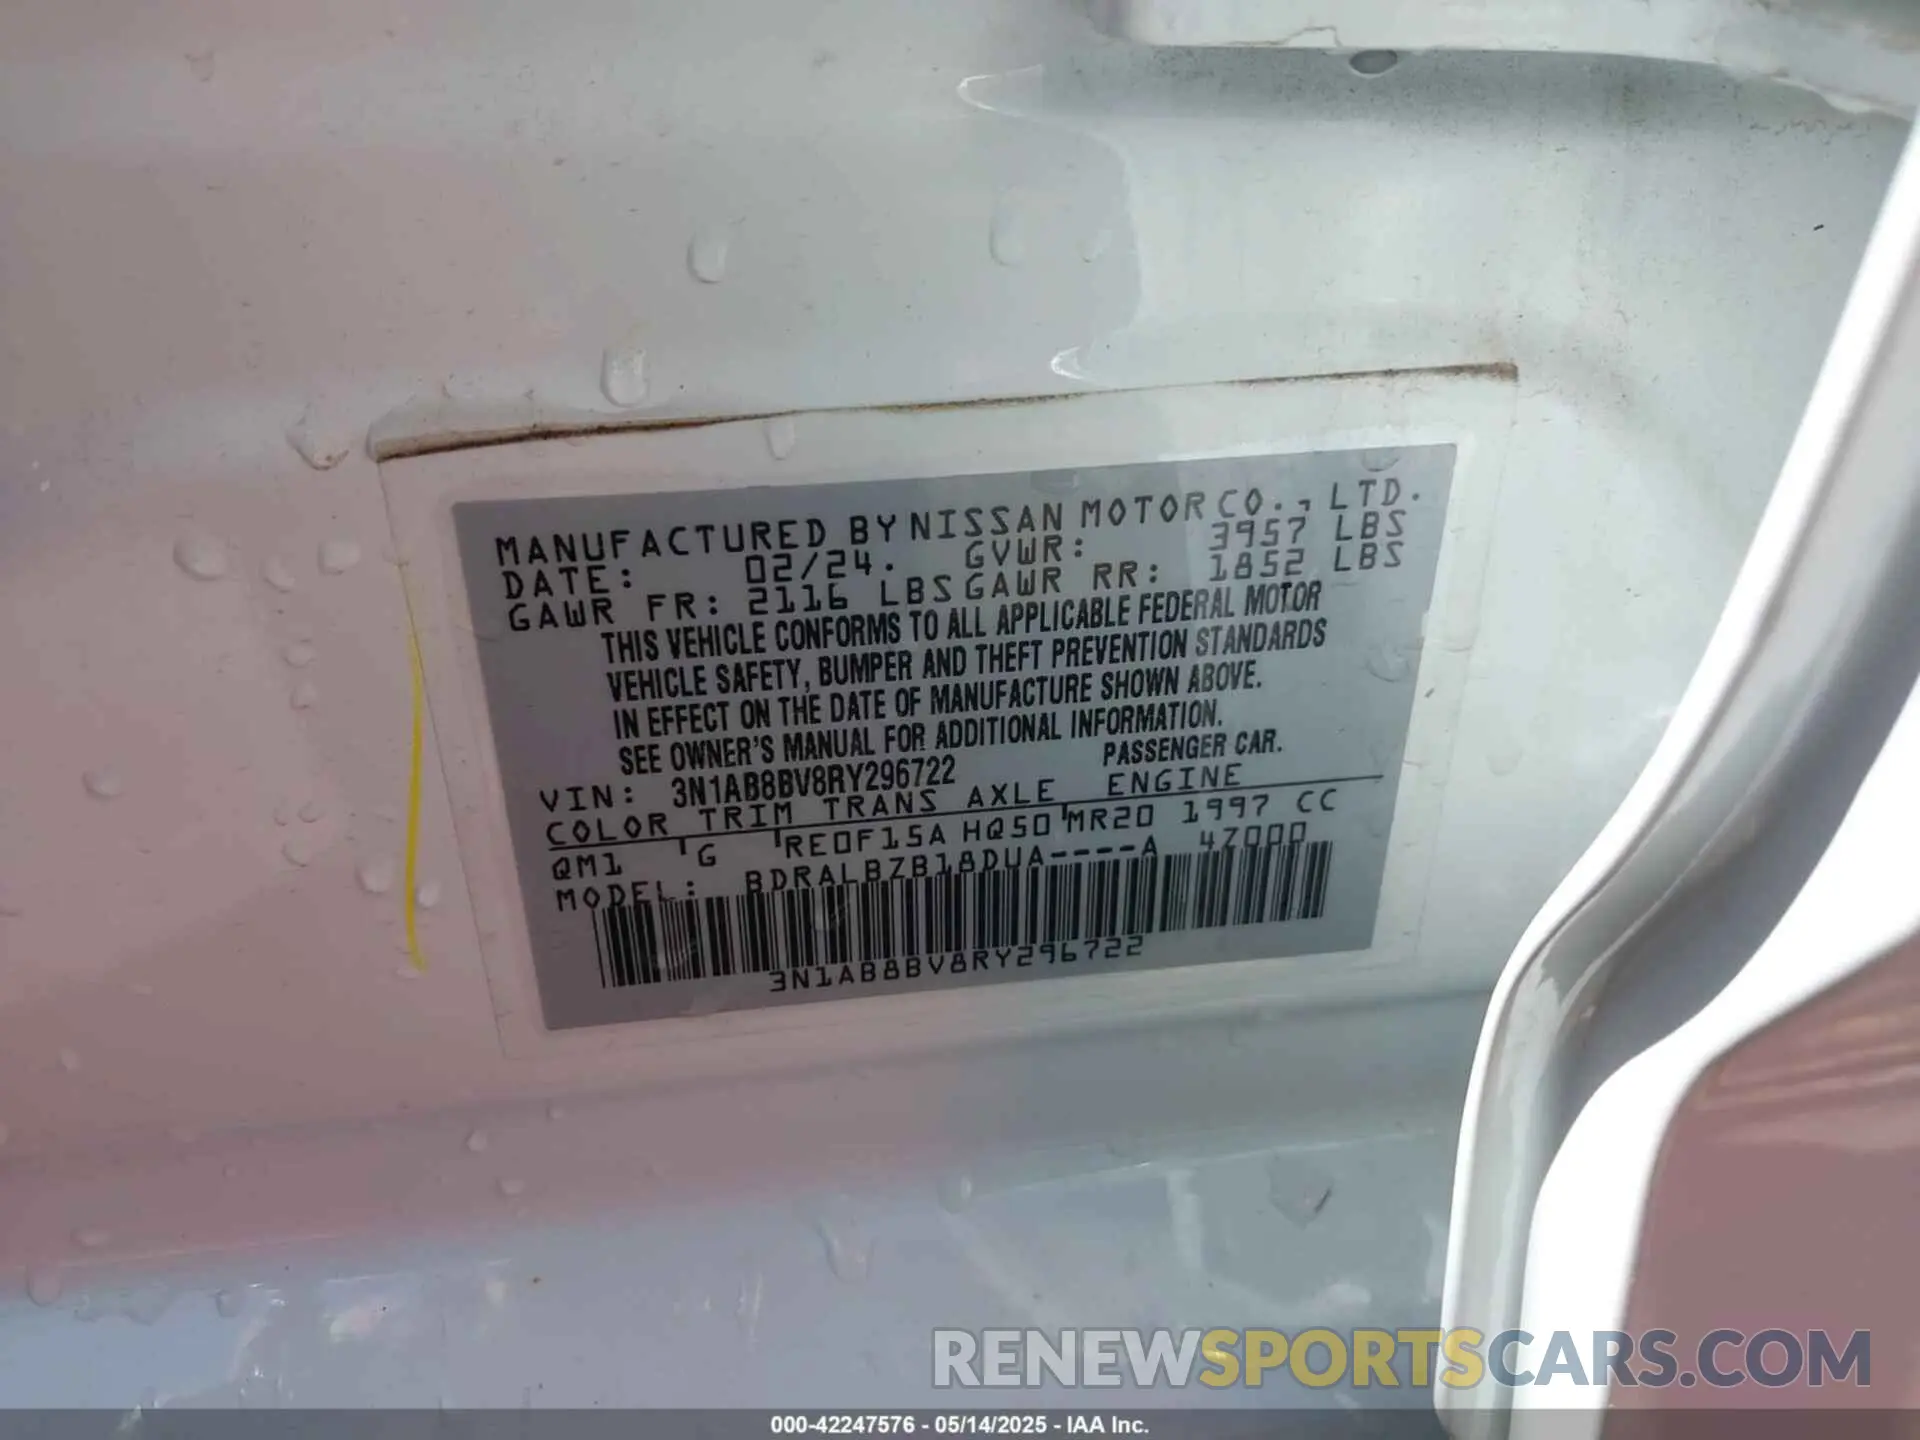 MANUFACTURED BY NISSAN MOTOR CO., LTD.
DATE: 02/24. GVWR: 3957 LBS
GAWR FR: 2116 LBS GAWR RR: 1852 LBS
THIS VEHICLE CONFORMS TO ALL APPLICABLE FEDERAL MOTOR
VEHICLE SAFETY, BUMPER AND THEFT PREVENTION STANDARDS
IN EFFECT ON THE DATE OF MANUFACTURE SHOWN ABOVE.
SEE OWNER'S MANUAL FOR ADDITIONAL INFORMATION.
VIN: 3N1AB8BV8RY296722 PASSENGER CAR.
COLOR TRIM TRANS AXLE ENGINE
QM1 G RE0F15A HQ50 MR20 1997 CC
MODEL: BDRALBZB18DUA----A 4Z000
3N1AB8BV8RY296722
RENEWSPORTSCARS.COM
000-42247576 - 05/14/2025 - IAA Inc.